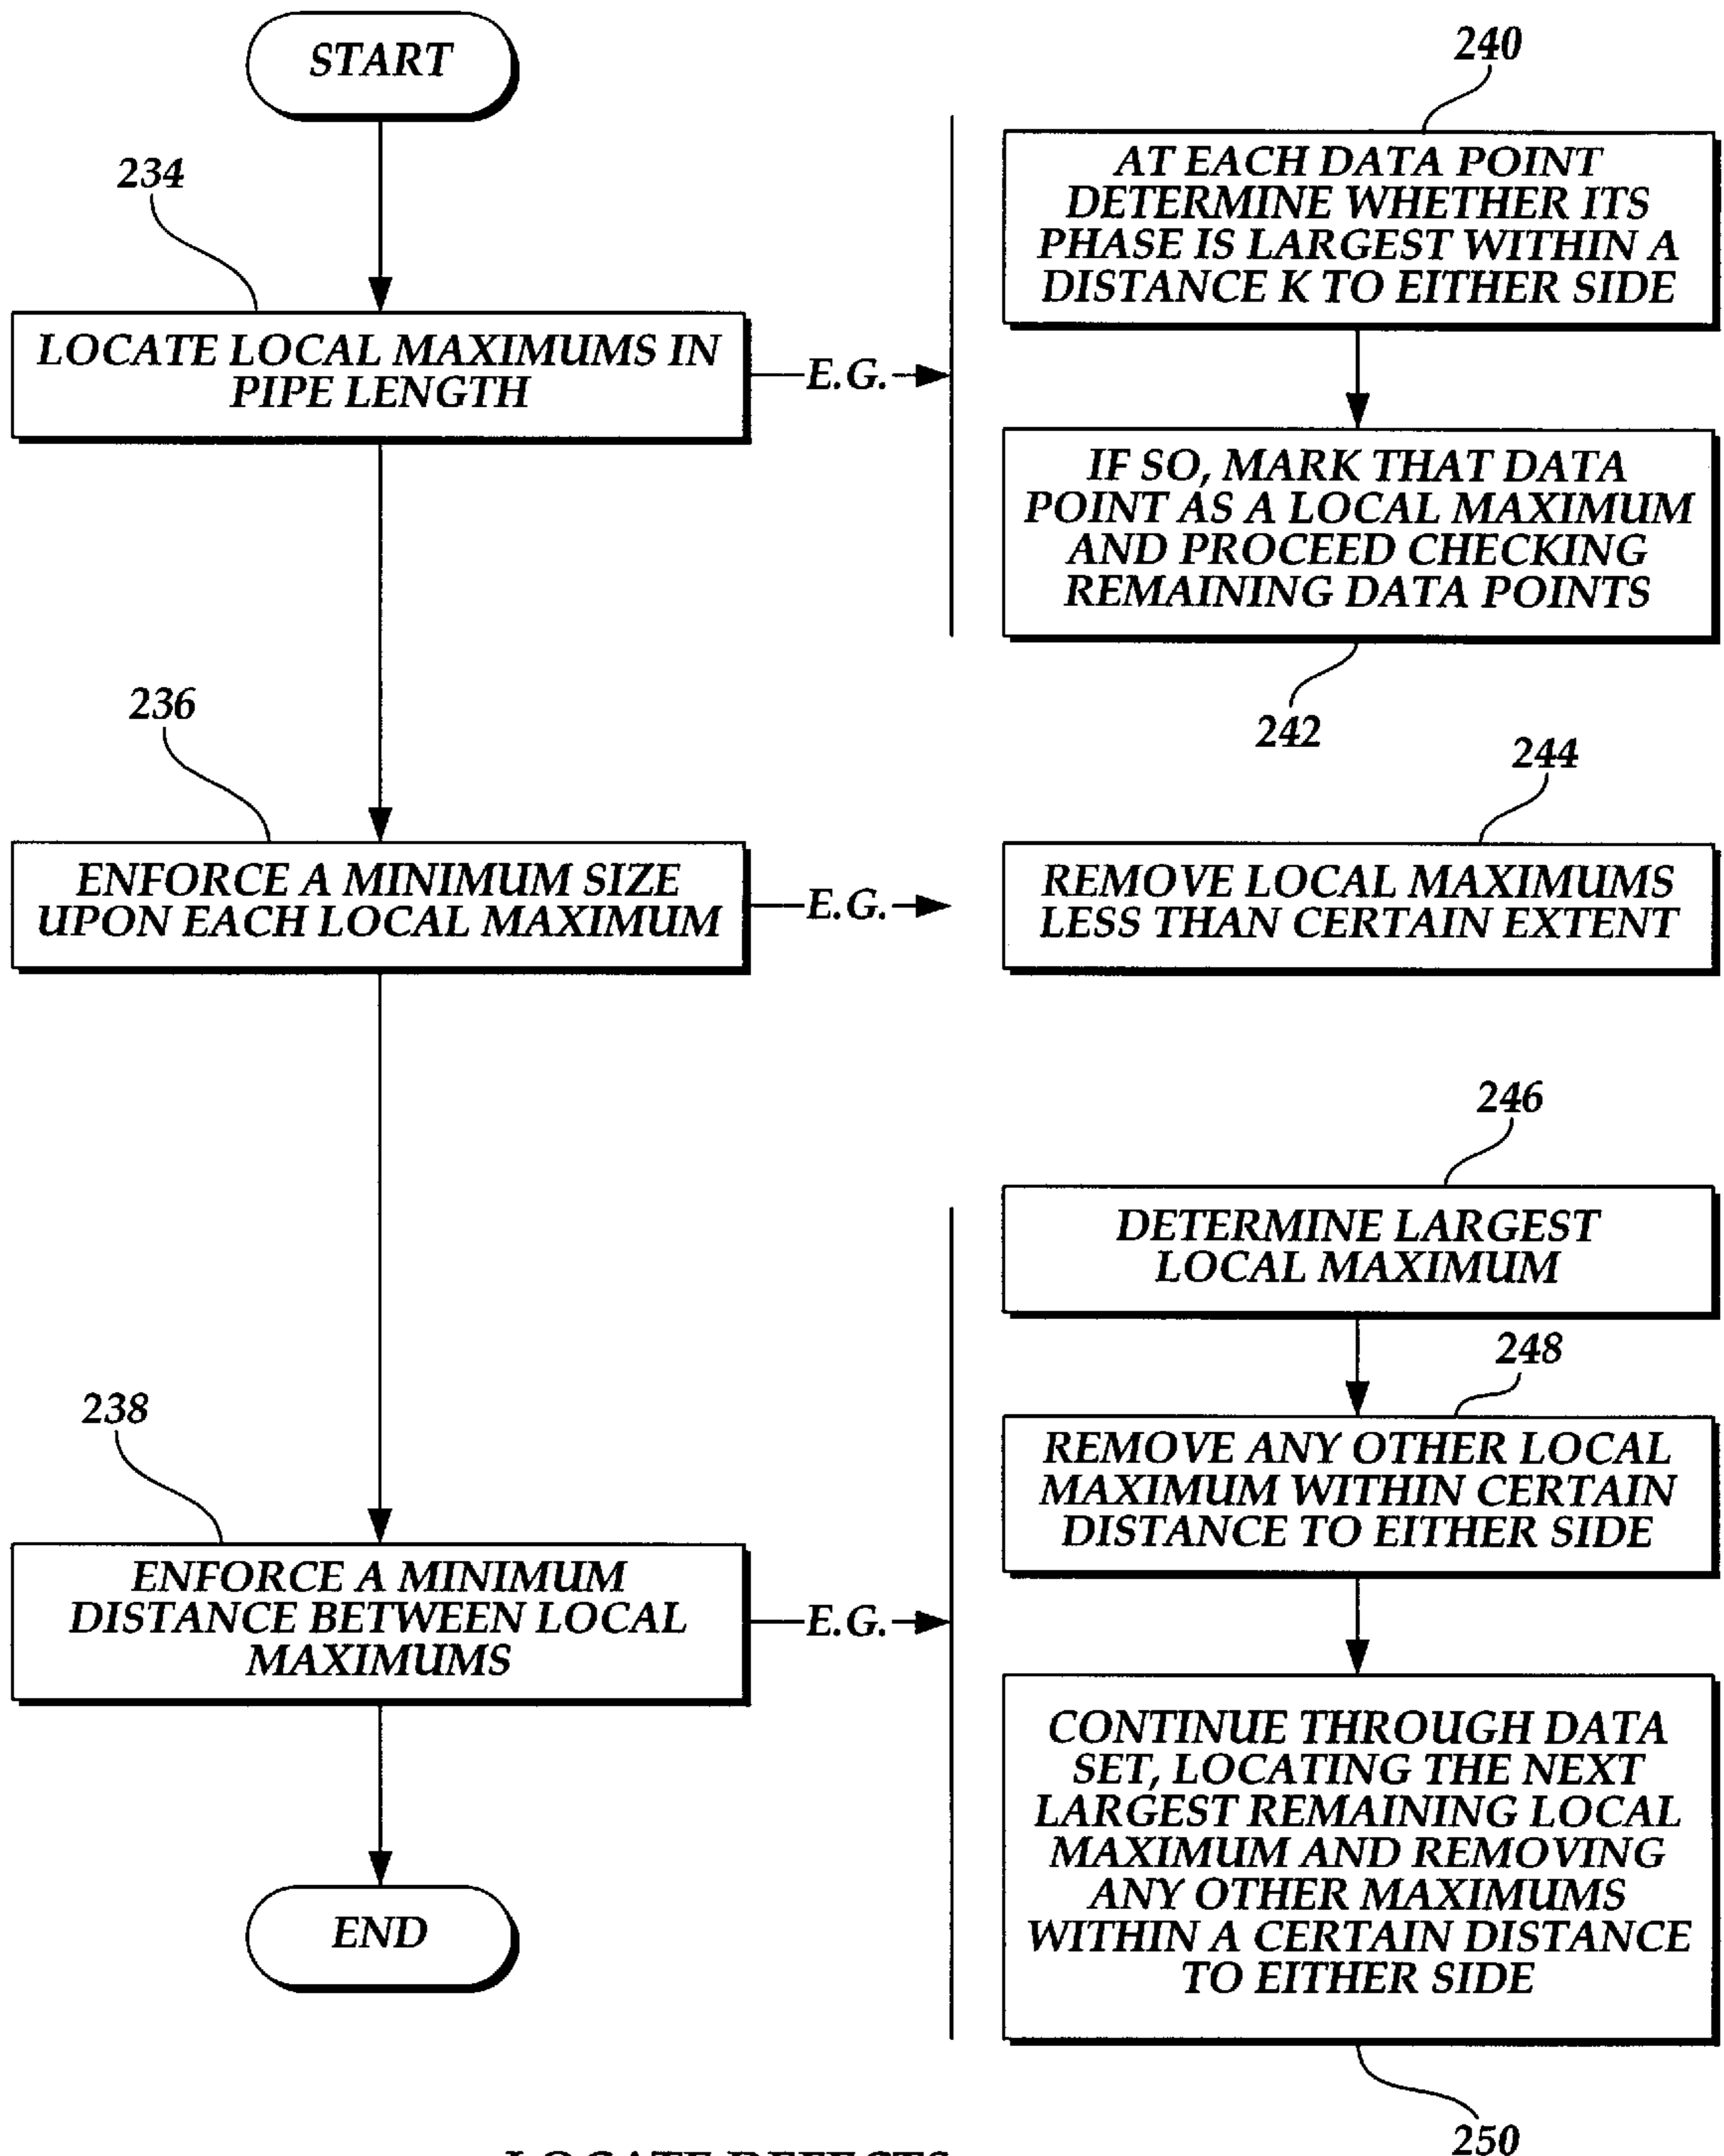 START
240
AT EACH DATA POINT
DETERMINE WHETHER ITS
PHASE IS LARGEST WITHIN A
DISTANCE K TO EITHER SIDE
234
LOCATE LOCAL MAXIMUMS IN
PIPE LENGTH
E.G.
IF SO, MARK THAT DATA
POINT AS A LOCAL MAXIMUM
AND PROCEED CHECKING
REMAINING DATA POINTS
242
236
ENFORCE A MINIMUM SIZE
UPON EACH LOCAL MAXIMUM
E.G.
244
REMOVE LOCAL MAXIMUMS
LESS THAN CERTAIN EXTENT
246
DETERMINE LARGEST
LOCAL MAXIMUM
248
REMOVE ANY OTHER LOCAL
MAXIMUM WITHIN CERTAIN
DISTANCE TO EITHER SIDE
238
ENFORCE A MINIMUM
DISTANCE BETWEEN LOCAL
MAXIMUMS
E.G.
CONTINUE THROUGH DATA
SET, LOCATING THE NEXT
LARGEST REMAINING LOCAL
MAXIMUM AND REMOVING
ANY OTHER MAXIMUMS
WITHIN A CERTAIN DISTANCE
TO EITHER SIDE
250
END